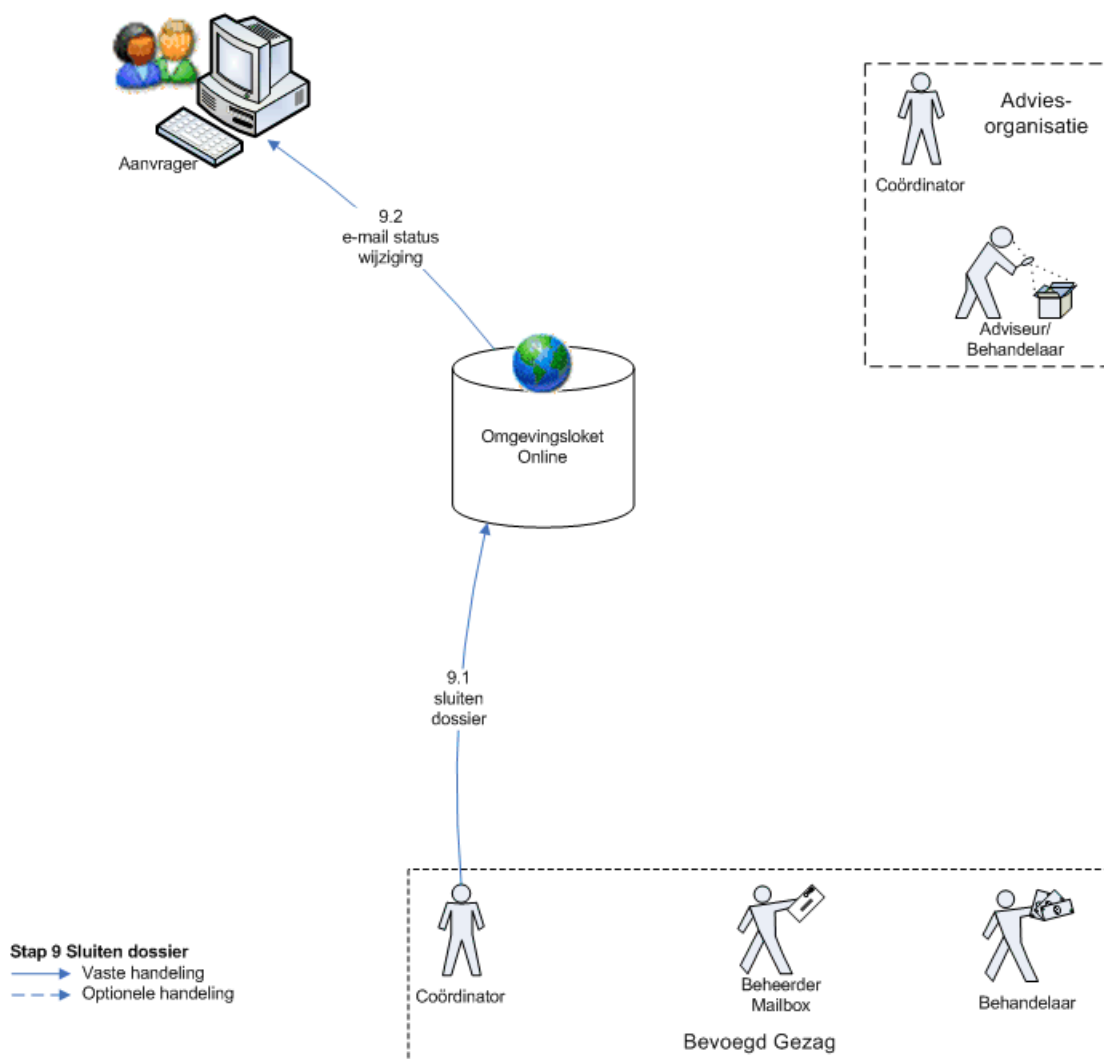 Aanvrager
Advies-
organisatie
Coördinator
Adviseur/
Behandelaar
9.2
e-mail status
wijziging
Omgevingsloket
Online
9.1
sluiten
dossier
Stap 9 Sluiten dossier
Vaste handeling
Optionele handeling
Coördinator
Beheerder
Mailbox
Behandelaar
Bevoegd Gezag